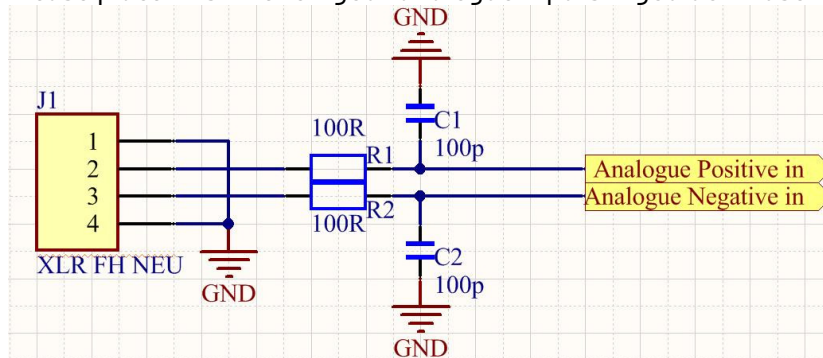 GND
J1
C1
100R
100p
1
R1
2
Analogue Positive in
3
Analogue Negative in
4
100R
R2
C2
XLR FH NEU
100p
GND
GND